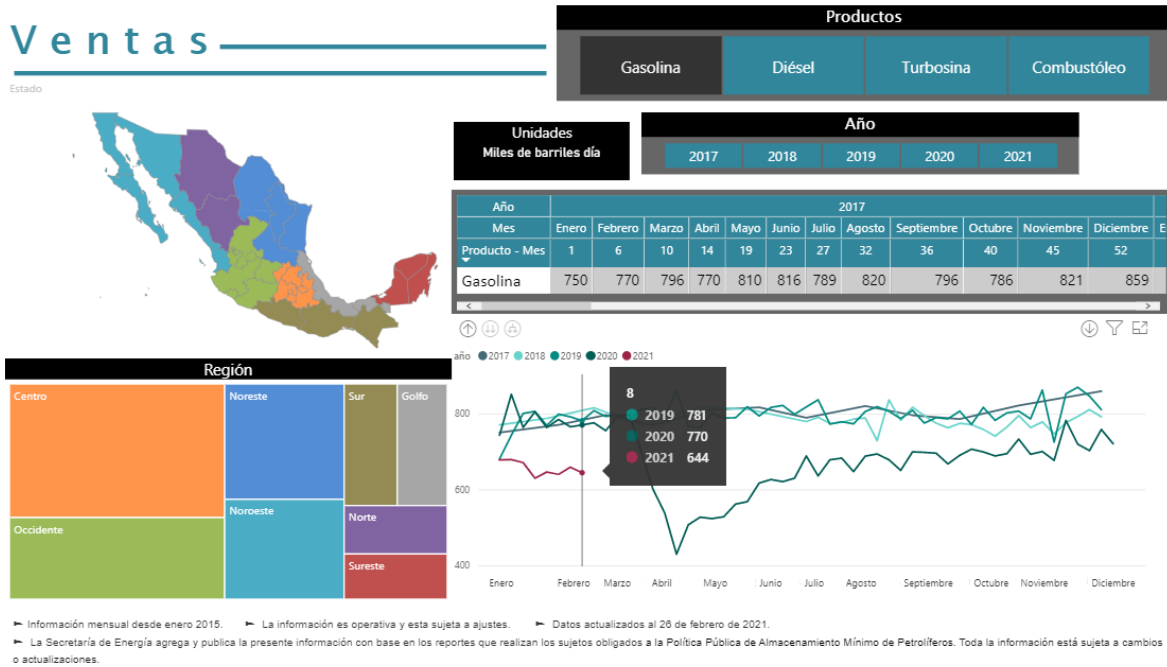 Ventas
Estado
Productos
Gasolina Diésel Turbosina Combustóleo
Unidades
Miles de barriles día
Año
2017 2018 2019 2020 2021
Año 2017
Mes Enero Febrero Marzo Abril Mayo Junio Julio Agosto Septiembre Octubre Noviembre Diciembre E
Producto - Mes 1 6 10 14 19 23 27 32 36 40 45 52
Gasolina 750 770 796 770 810 816 789 820 796 786 821 859
Región
Centro
Noreste
Sur
Golfo
Occidente
Noroeste
Norte
Sureste
año 2017 2018 2019 2020 2021
800
600
400
8
2019 781
2020 770
2021 644
Enero Febrero Marzo Abril Mayo Junio Julio Agosto Septiembre Octubre Noviembre Diciembre
► Información mensual desde enero 2015. ► La información es operativa y esta sujeta a ajustes. ► Datos actualizados al 26 de febrero de 2021.
► La Secretaría de Energía agrega y publica la presente información con base en los reportes que realizan los sujetos obligados a la Política Pública de Almacenamiento Mínimo de Petrolíferos. Toda la información está sujeta a cambios
o actualizaciones.